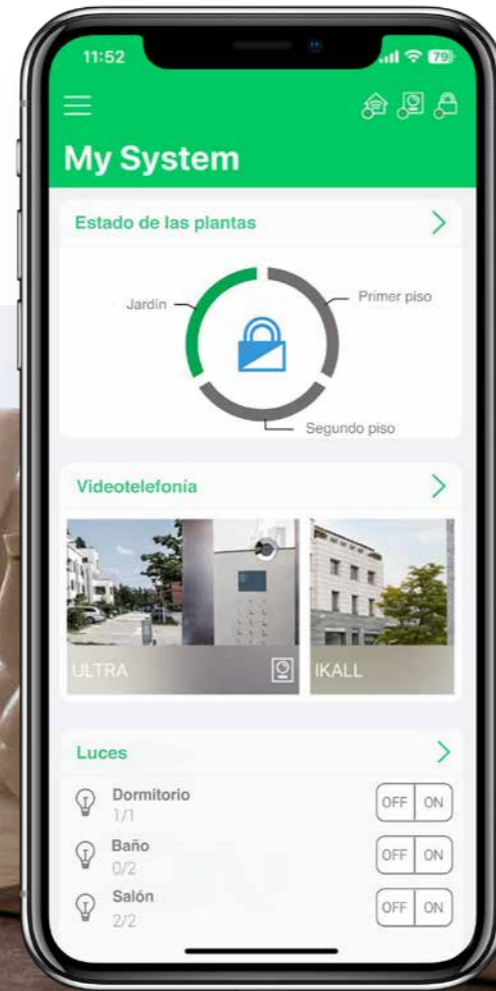 11:52
79
My System
Estado de las plantas
Jardín
Primer piso
Segundo piso
Videotelefonía
ULTRA
IKALL
Luces
Dormitorio
OFF ON
1/1
Baño
OFF ON
0/2
Salón
OFF ON
2/2